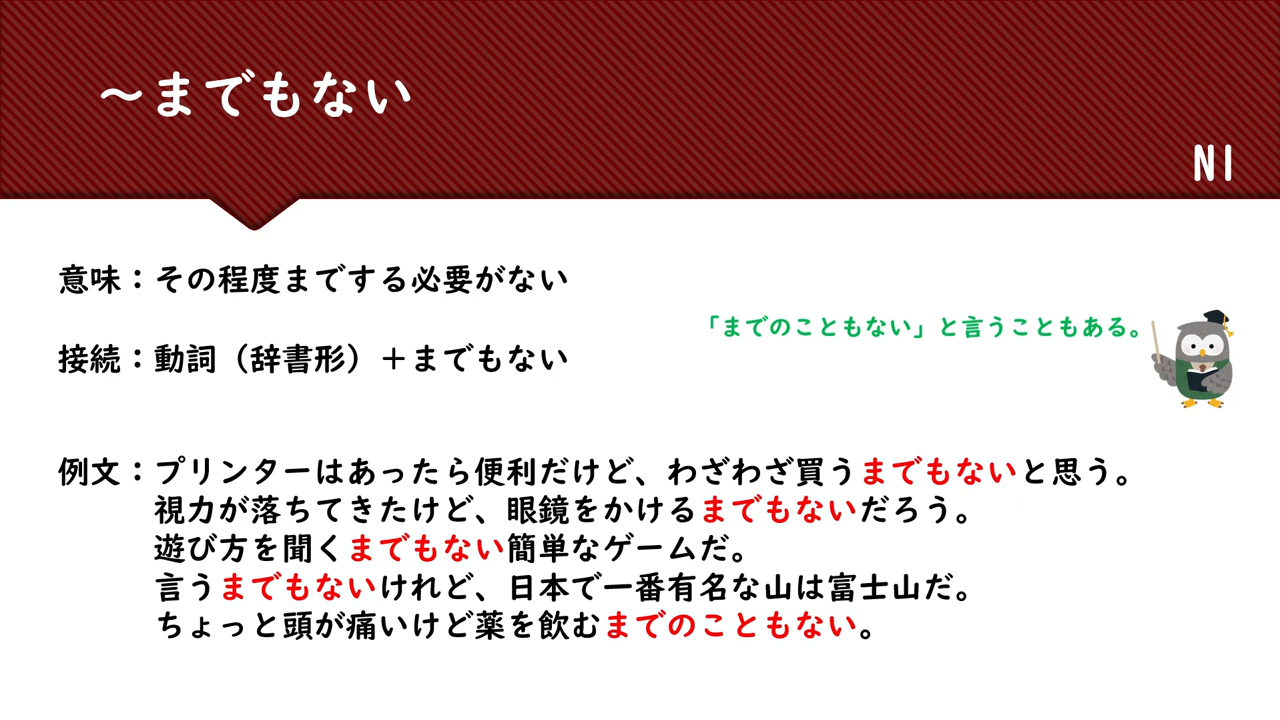 ～までもない
N1
意味：その程度までする必要がない
「までのこともない」と言うこともある。
接続：動詞（辞書形）＋までもない
例文：プリンターはあったら便利だけど、わざわざ買うまでもないと思う。
視力が落ちてきたけど、眼鏡をかけるまでもないだろう。
遊び方を聞くまでもない簡単なゲームだ。
言うまでもないけれど、日本で一番有名な山は富士山だ。
ちょっと頭が痛いけど薬を飲むまでのこともない。